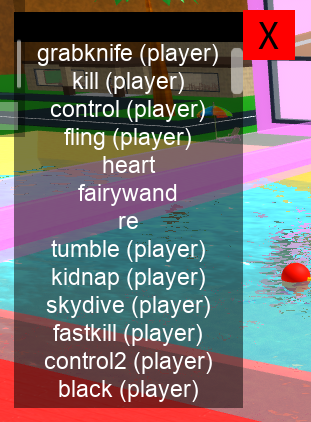 X
grabknife (player)
kill (player)
control (player)
fling (player)
heart
fairywand
re
tumble (player)
kidnap (player)
skydive (player)
fastkill (player)
control2 (player)
black (player)